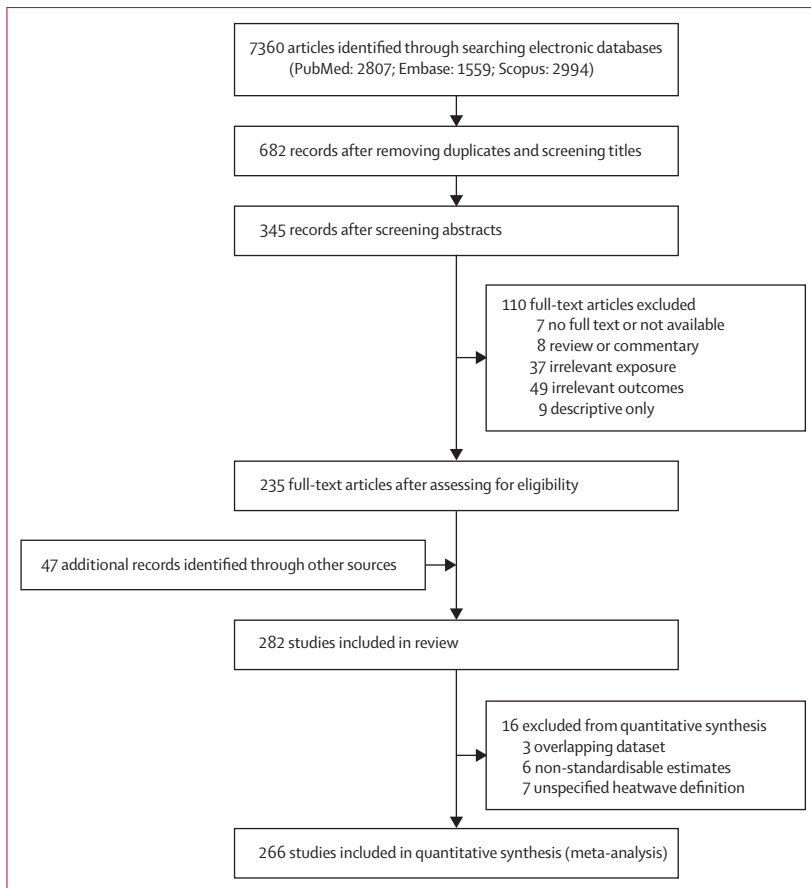 7360 articles identified through searching electronic databases
(PubMed: 2807; Embase: 1559; Scopus: 2994)
682 records after removing duplicates and screening titles
345 records after screening abstracts
110 full-text articles excluded
7 no full text or not available
8 review or commentary
37 irrelevant exposure
49 irrelevant outcomes
9 descriptive only
235 full-text articles after assessing for eligibility
47 additional records identified through other sources
282 studies included in review
16 excluded from quantitative synthesis
3 overlapping dataset
6 non-standardisable estimates
7 unspecified heatwave definition
266 studies included in quantitative synthesis (meta-analysis)